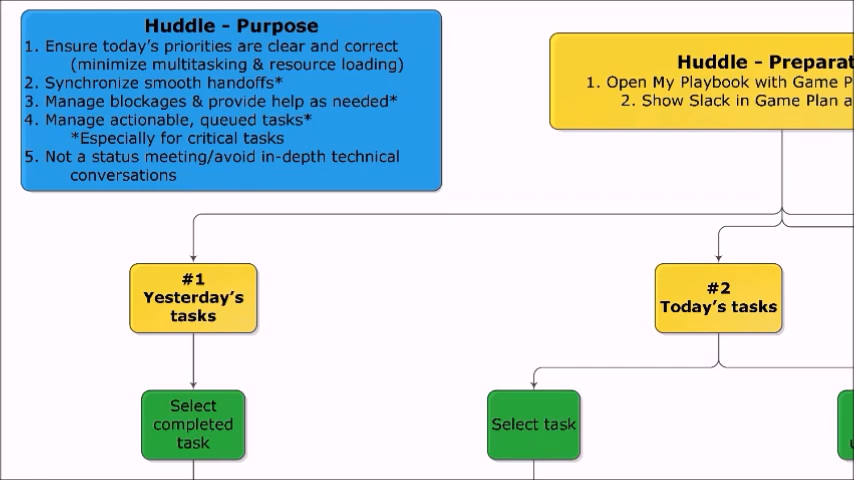 Huddle - Purpose
1. Ensure today's priorities are clear and correct
(minimize multitasking & resource loading)
2. Synchronize smooth handoffs*
3. Manage blockages & provide help as needed*
4. Manage actionable, queued tasks*
*Especially for critical tasks
5. Not a status meeting/avoid in-depth technical
conversations
Huddle - Preparat
1. Open My Playbook with Game P
2. Show Slack in Game Plan a
#1
Yesterday's
tasks
#2
Today's tasks
Select
completed
task
Select task